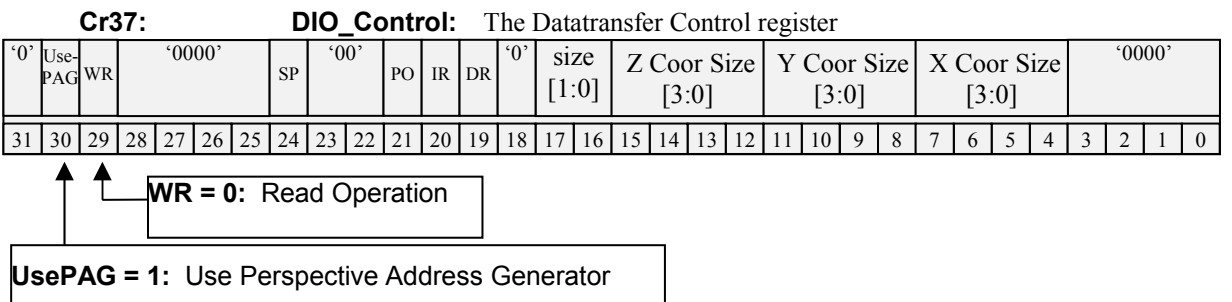 Cr37: DIO_Control: The Datatransfer Control register
‘0’ Use-PAG WR ‘0000’ SP ‘00’ PO IR DR ‘0’ size [1:0] Z Coor Size [3:0] Y Coor Size [3:0] X Coor Size [3:0] ‘0000’
31 30 29 28 27 26 25 24 23 22 21 20 19 18 17 16 15 14 13 12 11 10 9 8 7 6 5 4 3 2 1 0
WR = 0: Read Operation
UsePAG = 1: Use Perspective Address Generator